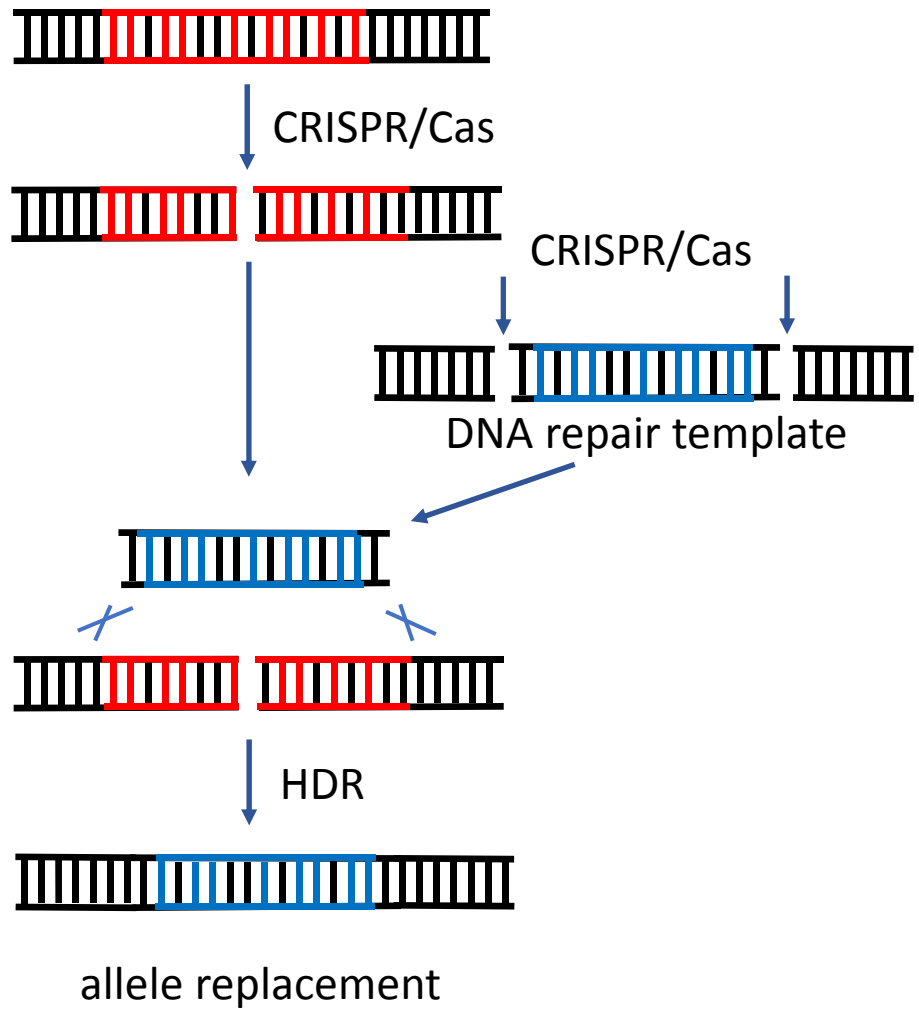 CRISPR/Cas
CRISPR/Cas
DNA repair template
HDR
allele replacement